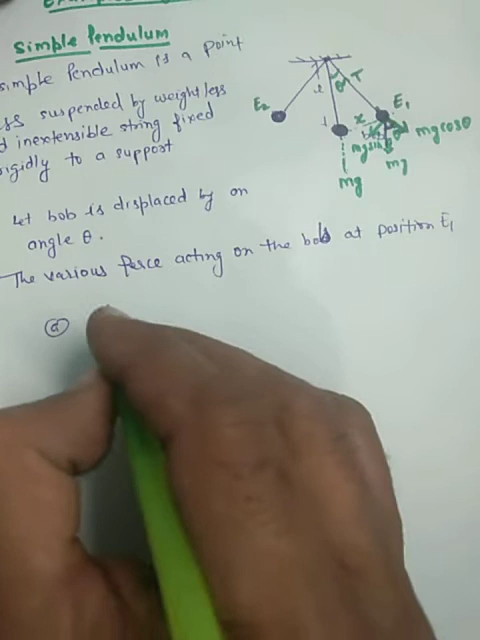 Simple Pendulum
simple Pendulum is a point
suspended by weightless
inextensible string fixed
rigidly to a support
E2
l
θ
T
E1
x
mg sinθ
mg cosθ
mg
mg
Let bob is displaced by an
angle θ.
The various force acting on the bob at position E1
(a)